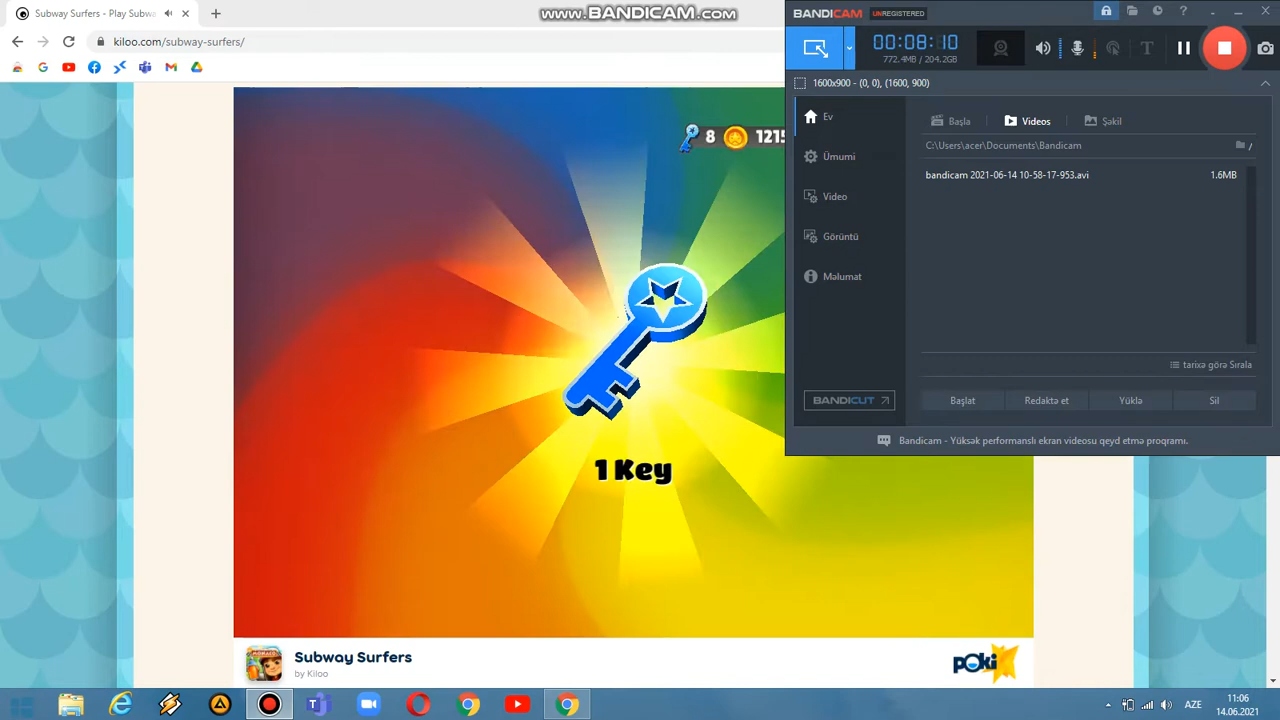 Subway Surfers - Play Subwa
kiloo.com/subway-surfers/
www.BANDICAM.com
BANDICAM UNREGISTERED
00:08:10
772.4MB / 204.2GB
1600x900 - (0, 0), (1600, 900)
Ev
Ümumi
Video
Görüntü
Məlumat
BANDICUT
Başla
Videos
Şəkil
C:\Users\acer\Documents\Bandicam
bandicam 2021-06-14 10-58-17-953.avi 1.6MB
tarixə görə Sırala
Başlat
Redaktə et
Yüklə
Sil
Bandicam - Yüksək performanslı ekran videosu qeyd etmə proqramı.
8 1215
1 Key
Subway Surfers
by Kiloo
poki
AZE
11:06
14.06.2021